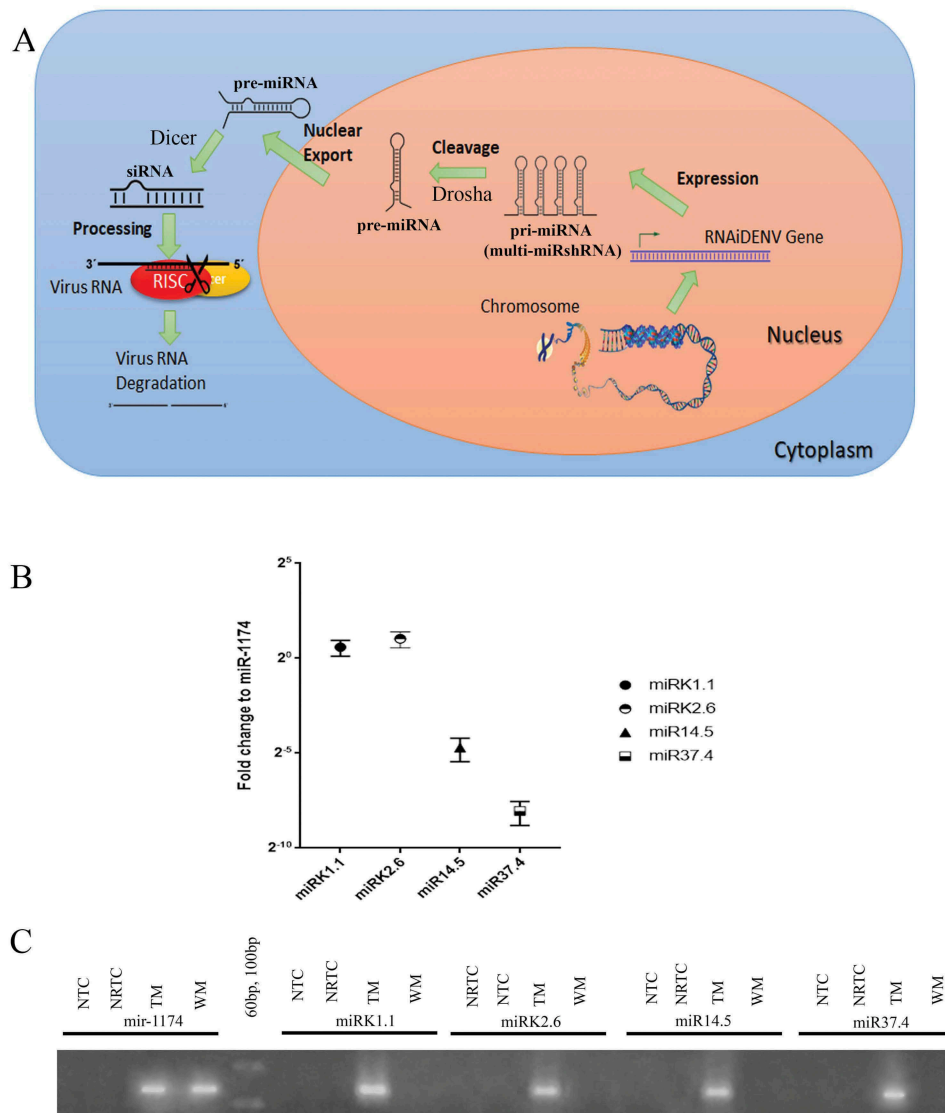 A
pre-miRNA
Dicer
Nuclear
Export
Cleavage
Drosha
Expression
siRNA
pre-miRNA
pri-miRNA
(multi-miRshRNA)
RNAiDENV Gene
Processing
3´ 5´
Virus RNA
RISC
cer
Chromosome
Nucleus
Virus RNA
Degradation
Cytoplasm
B
Fold change to miR-1174
2⁵
2⁰
2⁻⁵
2⁻¹⁰
miRK1.1
miRK2.6
miR14.5
miR37.4
miRK1.1
miRK2.6
miR14.5
miR37.4
C
NTC NRTC TM WM 60bp, 100bp NTC NRTC TM WM NRTC NTC TM WM NTC NRTC TM WM NTC NRTC TM WM
mir-1174 miRK1.1 miRK2.6 miR14.5 miR37.4